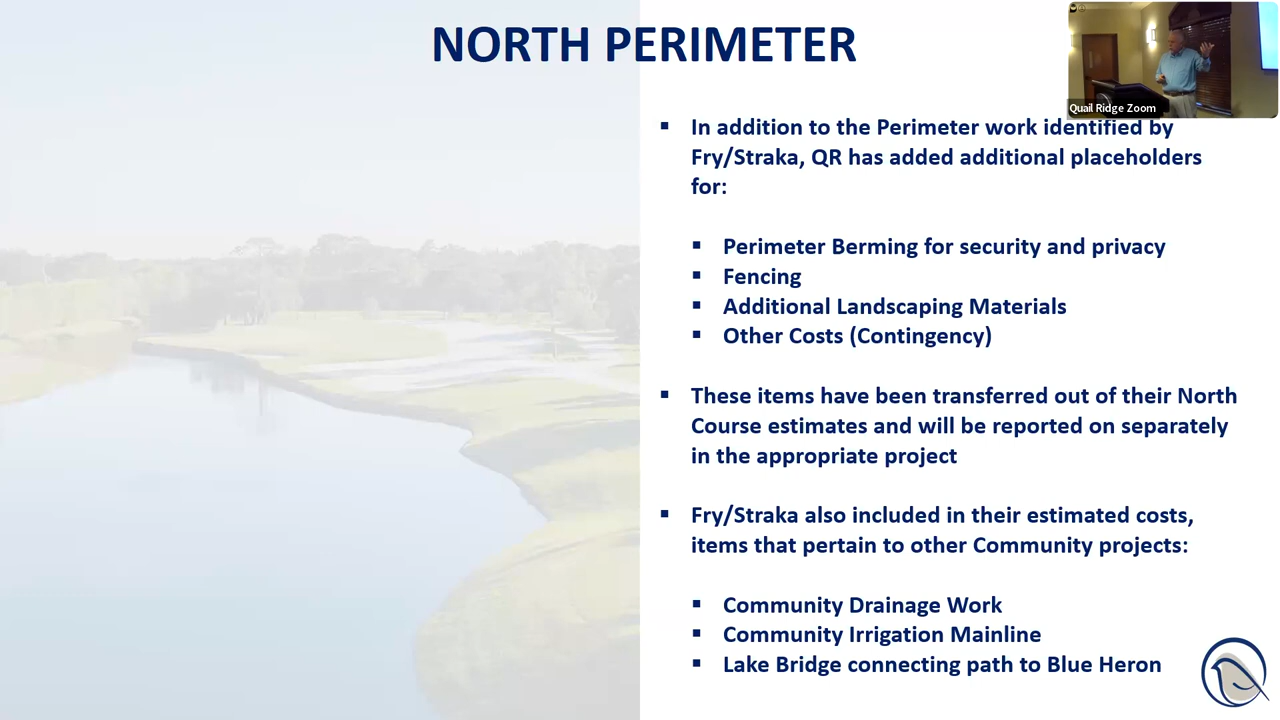 NORTH PERIMETER
Quail Ridge Zoom
▪ In addition to the Perimeter work identified by
Fry/Straka, QR has added additional placeholders
for:
▪ Perimeter Berming for security and privacy
▪ Fencing
▪ Additional Landscaping Materials
▪ Other Costs (Contingency)
▪ These items have been transferred out of their North
Course estimates and will be reported on separately
in the appropriate project
▪ Fry/Straka also included in their estimated costs,
items that pertain to other Community projects:
▪ Community Drainage Work
▪ Community Irrigation Mainline
▪ Lake Bridge connecting path to Blue Heron